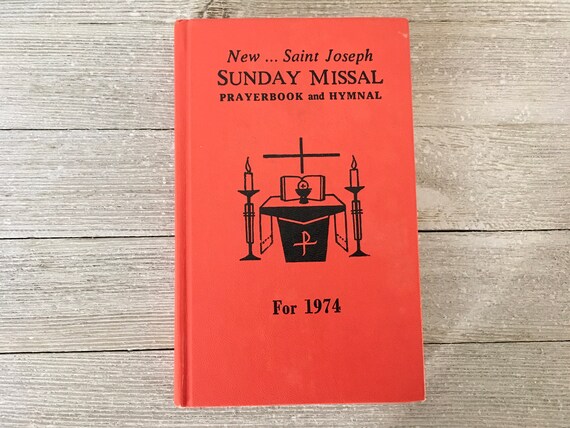 New ... Saint Joseph
SUNDAY MISSAL
PRAYERBOOK and HYMNAL
For 1974